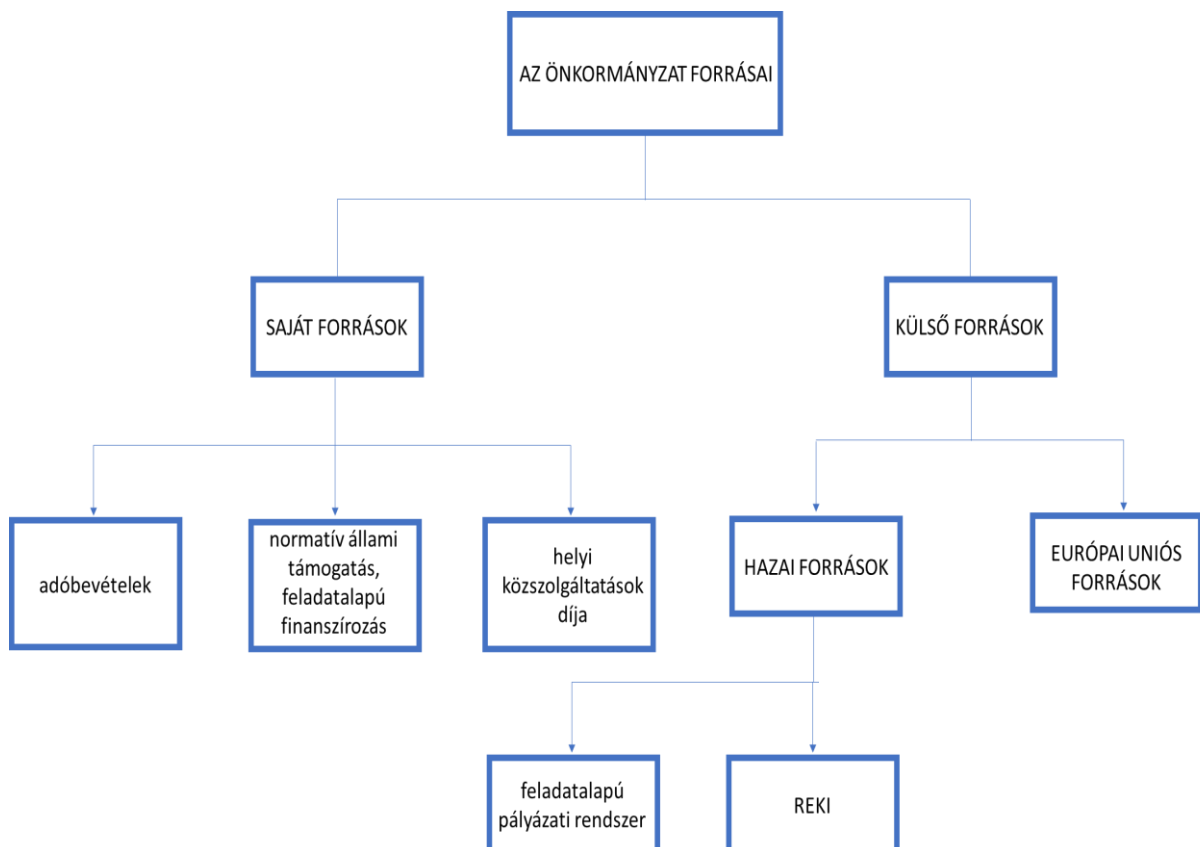 AZ ÖNKORMÁNYZAT FORRÁSAI
SAJÁT FORRÁSOK
KÜLSŐ FORRÁSOK
adóbevételek
normatív állami
támogatás,
feladatalapú
finanszírozás
helyi
közszolgáltatások
díja
HAZAI FORRÁSOK
EURÓPAI UNIÓS
FORRÁSOK
feladatalapú
pályázati rendszer
REKI